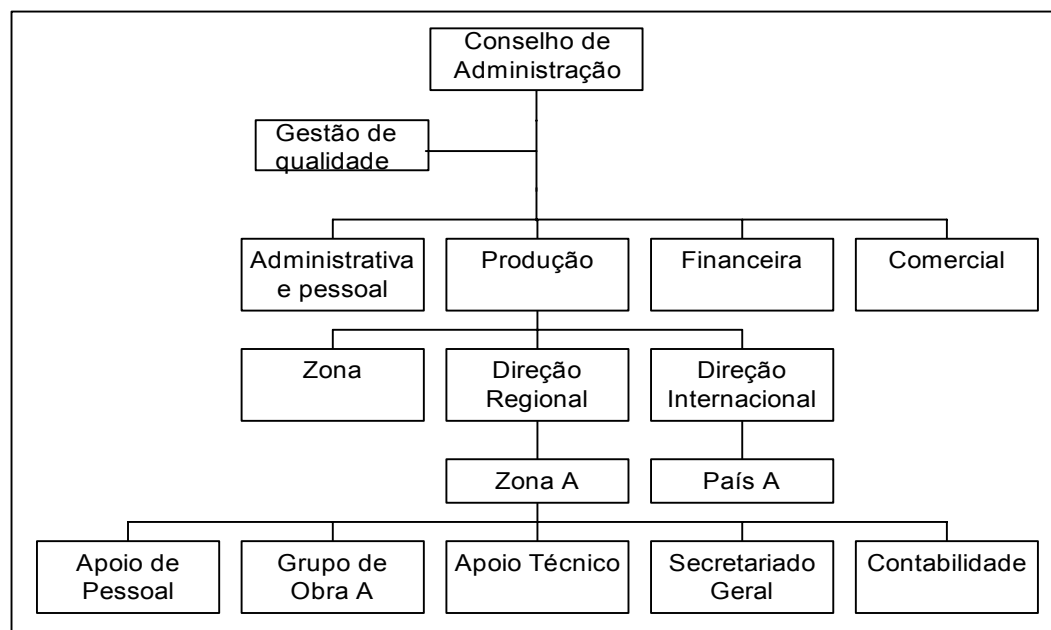 Conselho de
Administração
Gestão de
qualidade
Administrativa
e pessoal
Produção
Financeira
Comercial
Zona
Direção
Regional
Direção
Internacional
Zona A
País A
Apoio de
Pessoal
Grupo de
Obra A
Apoio Técnico
Secretariado
Geral
Contabilidade